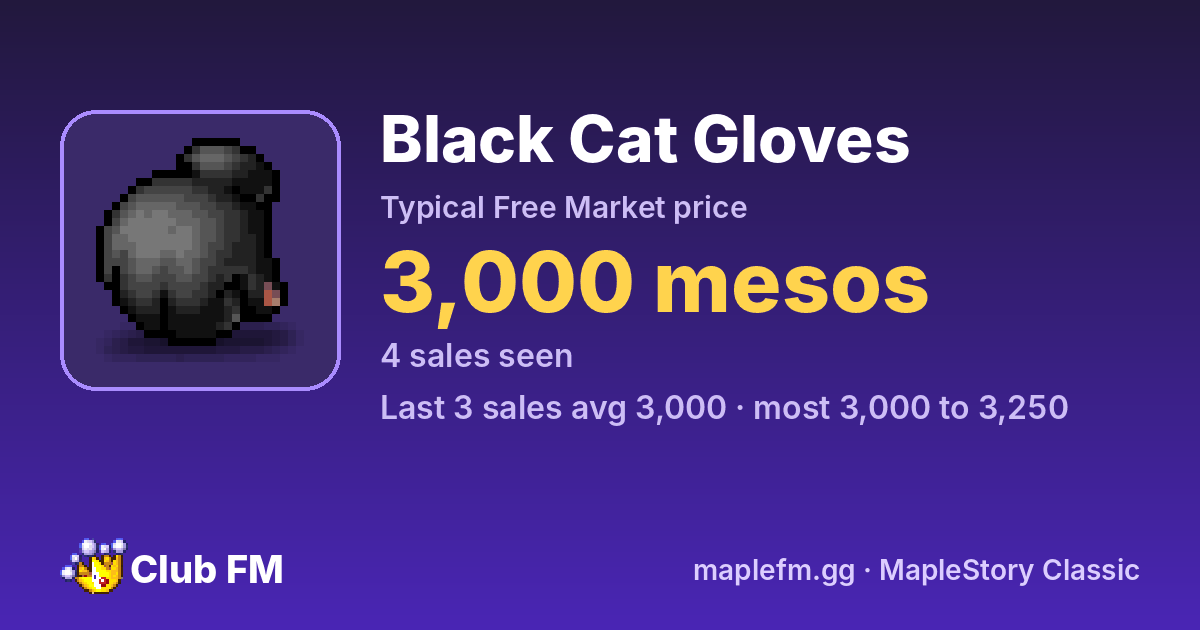 Black Cat Gloves
Typical Free Market price
3,000 mesos
4 sales seen
Last 3 sales avg 3,000 · most 3,000 to 3,250
Club FM
maplefm.gg · MapleStory Classic